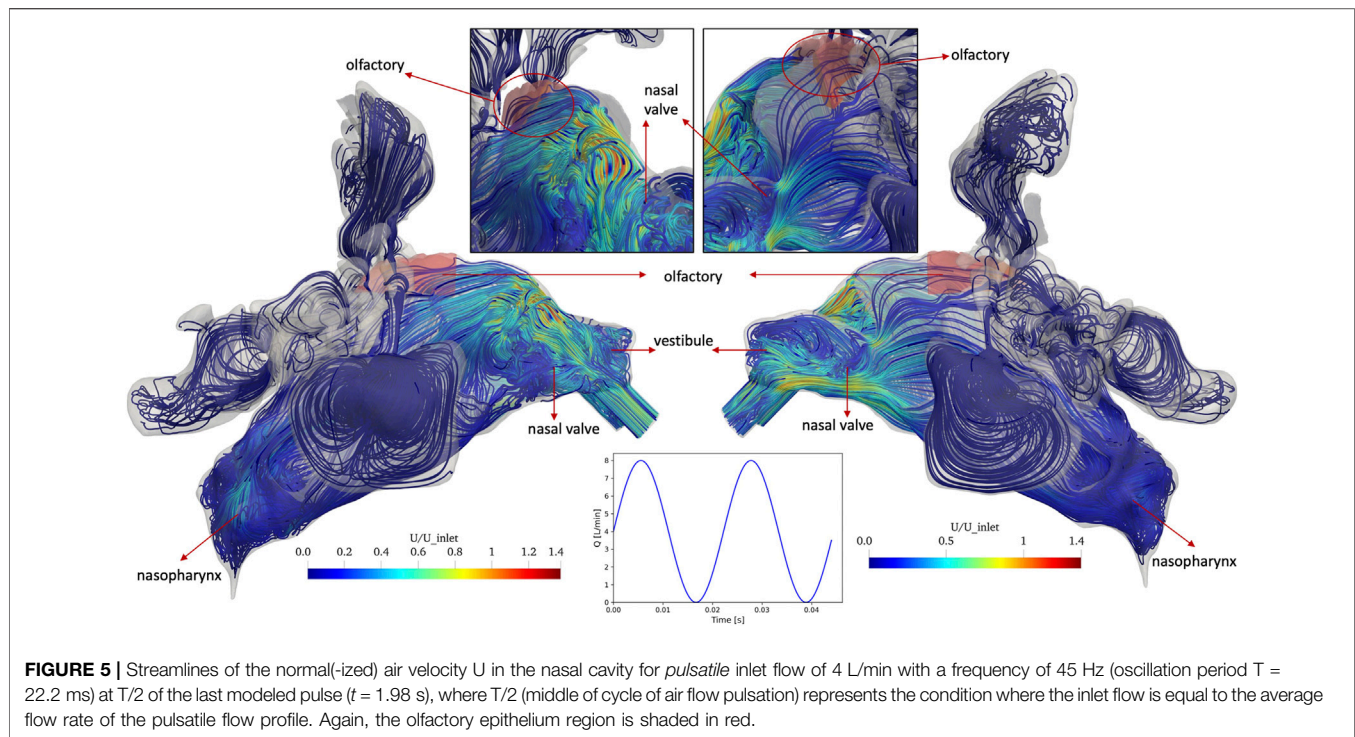 olfactory
nasal
valve
olfactory
olfactory
vestibule
nasal valve
nasal valve
nasopharynx
U/U_inlet
0.0 0.2 0.4 0.6 0.8 1 1.2 1.4
8
7
6
5
4
3
2
1
0
Q [L/min]
0.00 0.01 0.02 0.03 0.04
Time [s]
U/U_inlet
0.0 0.5 1 1.4
nasopharynx
FIGURE 5 | Streamlines of the normal(-ized) air velocity U in the nasal cavity for pulsatile inlet flow of 4 L/min with a frequency of 45 Hz (oscillation period T =
22.2 ms) at T/2 of the last modeled pulse (t = 1.98 s), where T/2 (middle of cycle of air flow pulsation) represents the condition where the inlet flow is equal to the average
flow rate of the pulsatile flow profile. Again, the olfactory epithelium region is shaded in red.